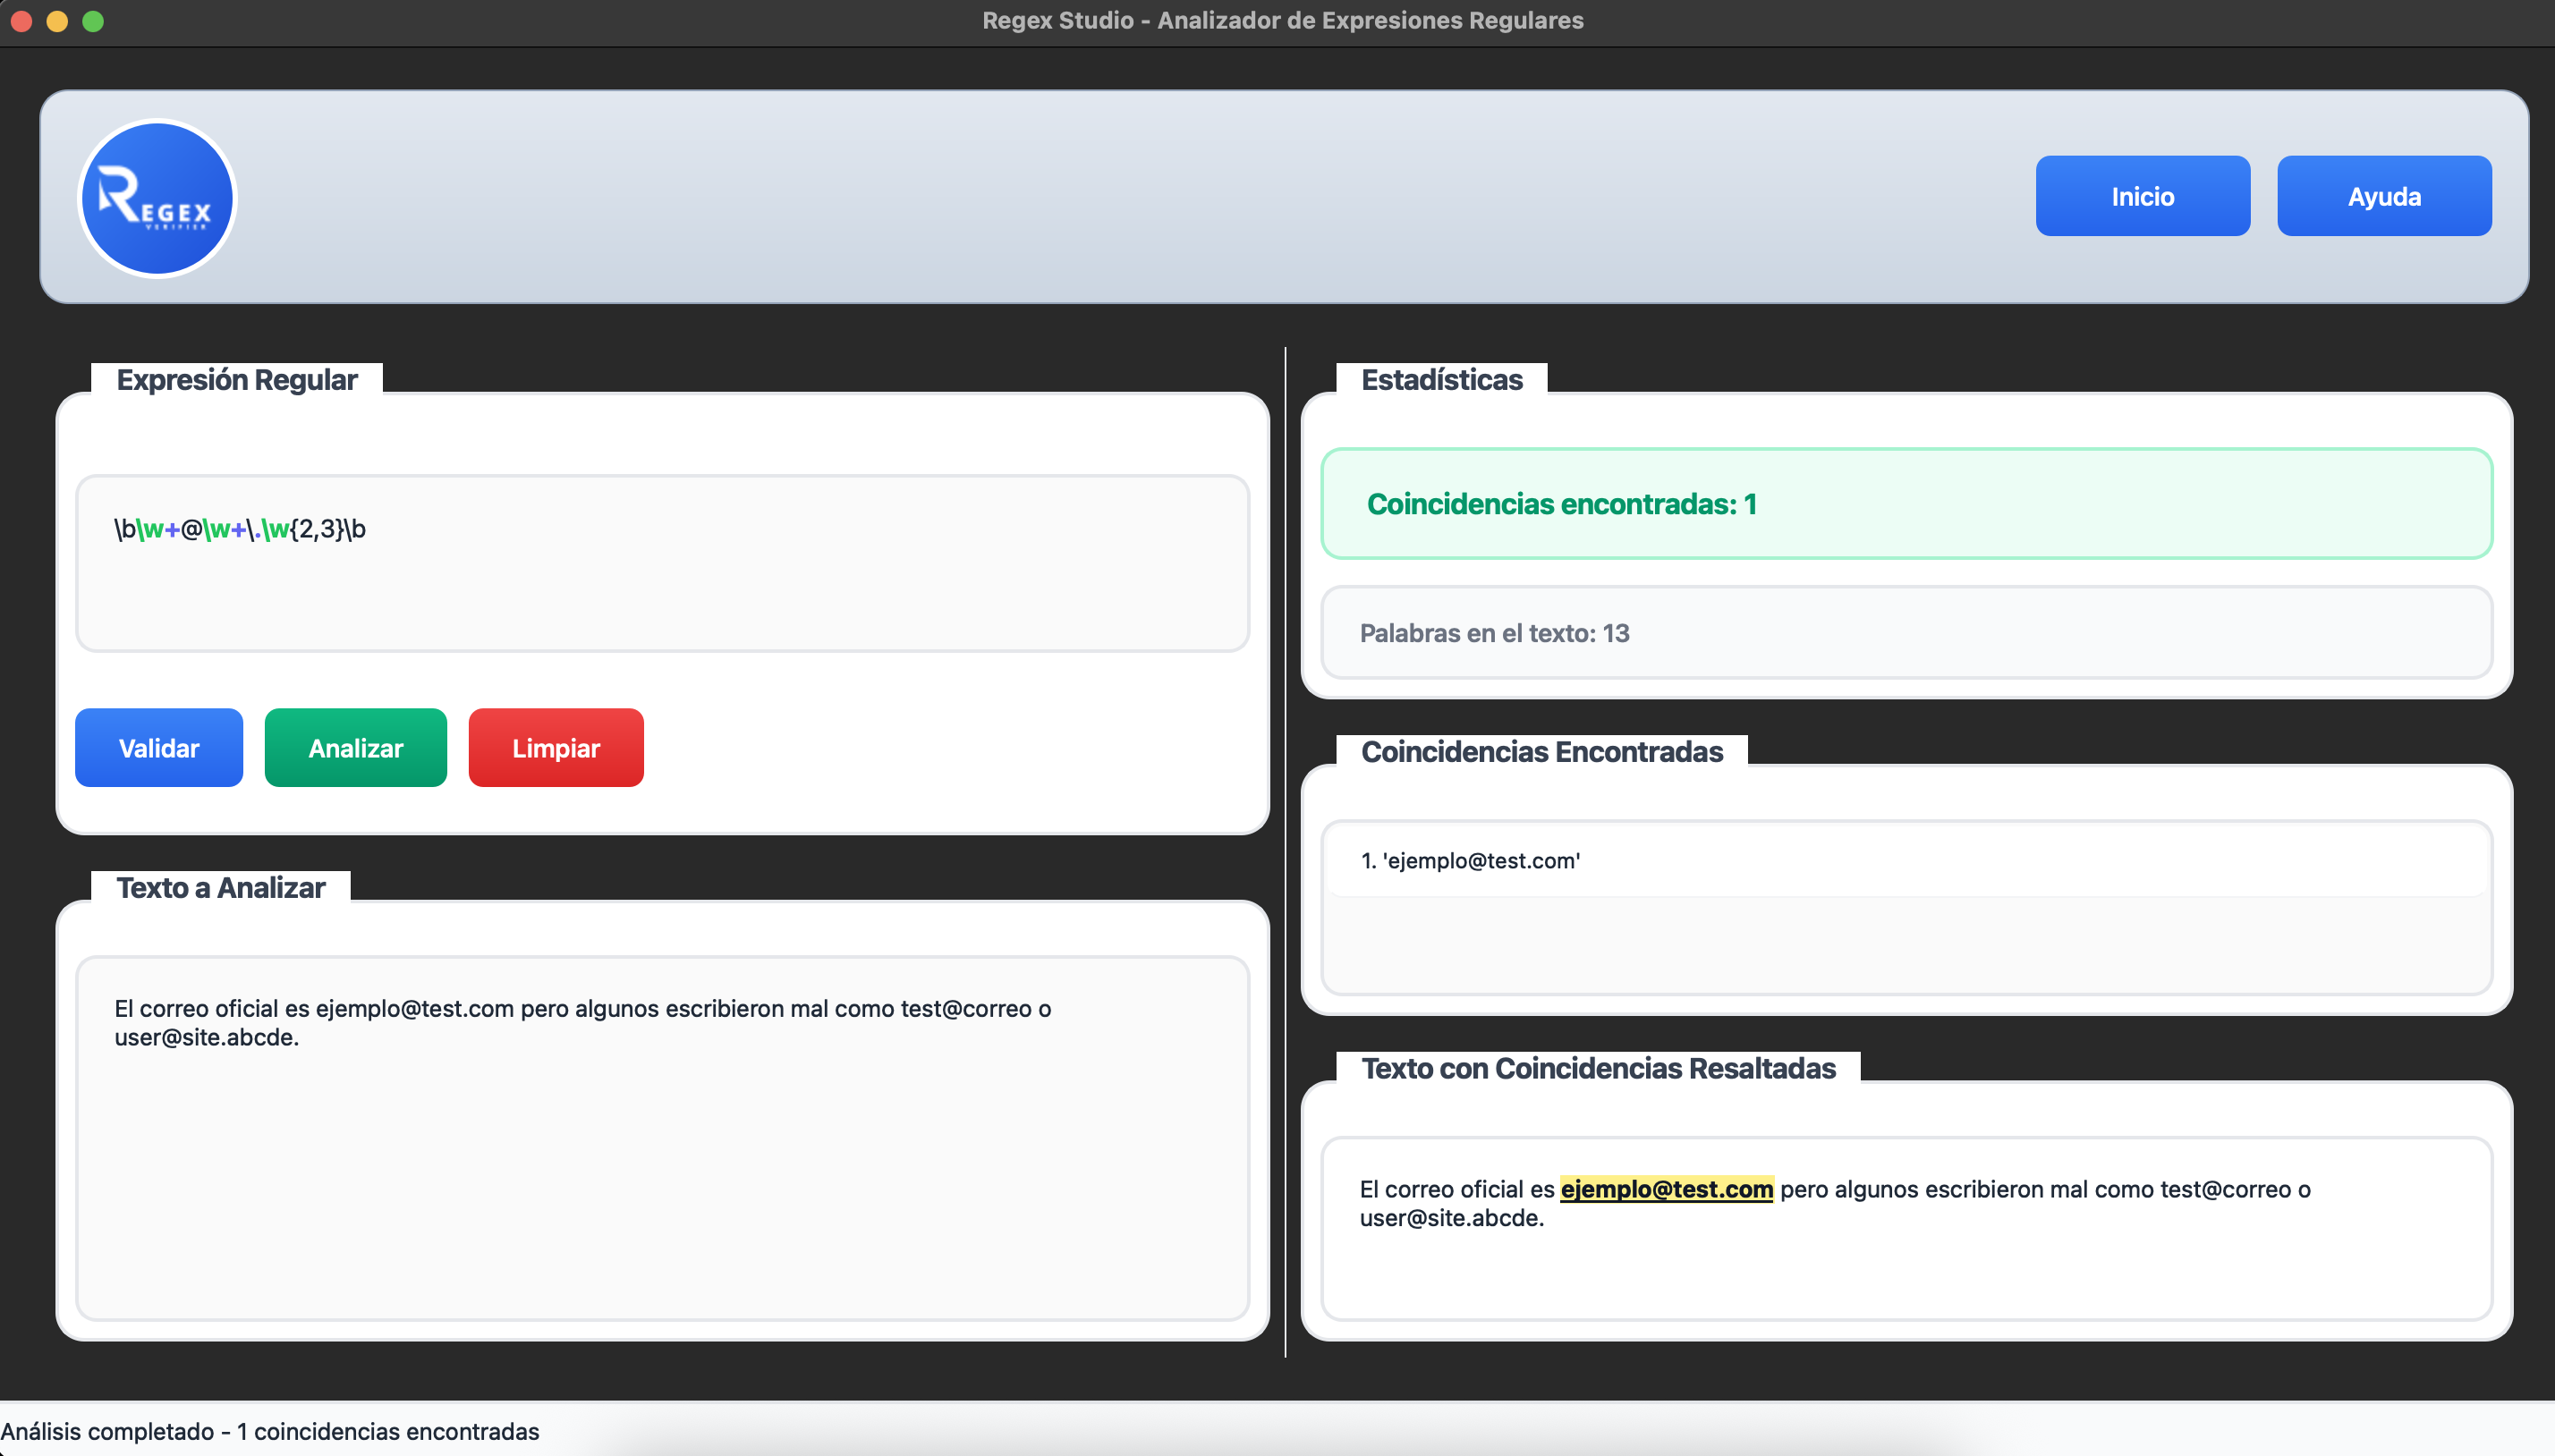 Regex Studio - Analizador de Expresiones Regulares
REGEX
VERIFIER
Inicio
Ayuda
Expresión Regular
\b\w+@\w+\.\w{2,3}\b
Validar
Analizar
Limpiar
Texto a Analizar
El correo oficial es ejemplo@test.com pero algunos escribieron mal como test@correo o
user@site.abcde.
Estadísticas
Coincidencias encontradas: 1
Palabras en el texto: 13
Coincidencias Encontradas
1. 'ejemplo@test.com'
Texto con Coincidencias Resaltadas
El correo oficial es ejemplo@test.com pero algunos escribieron mal como test@correo o
user@site.abcde.
Análisis completado - 1 coincidencias encontradas